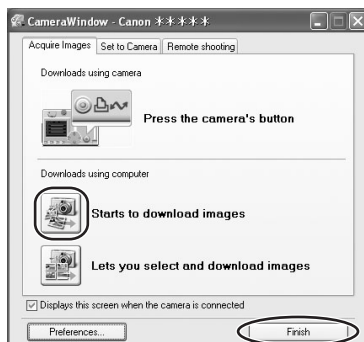 CameraWindow - Canon ＊＊＊＊＊
Acquire Images Set to Camera Remote shooting
Downloads using camera
Press the camera's button
Downloads using computer
Starts to download images
Lets you select and download images
Displays this screen when the camera is connected
Preferences... Finish